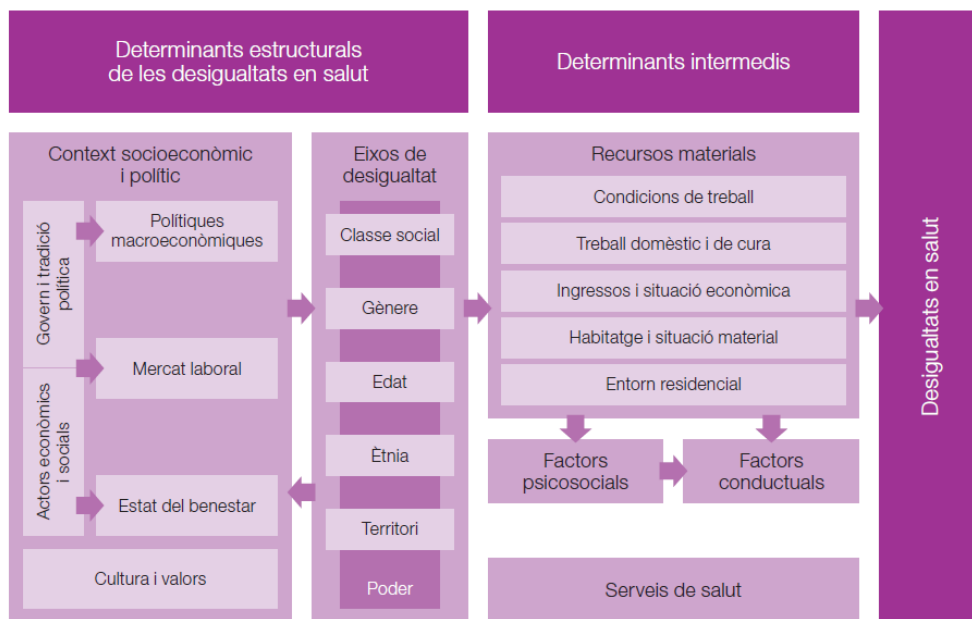 Determinants estructurals
de les desigualtats en salut
Determinants intermedis
Desigualtats en salut
Context socioeconòmic
i polític
Govern i tradició
política
Actors econòmics
i socials
Polítiques
macroeconòmiques
Mercat laboral
Estat del benestar
Cultura i valors
Eixos de
desigualtat
Classe social
Gènere
Edat
Ètnia
Territori
Poder
Recursos materials
Condicions de treball
Treball domèstic i de cura
Ingressos i situació econòmica
Habitatge i situació material
Entorn residencial
Factors
psicosocials
Factors
conductuals
Serveis de salut